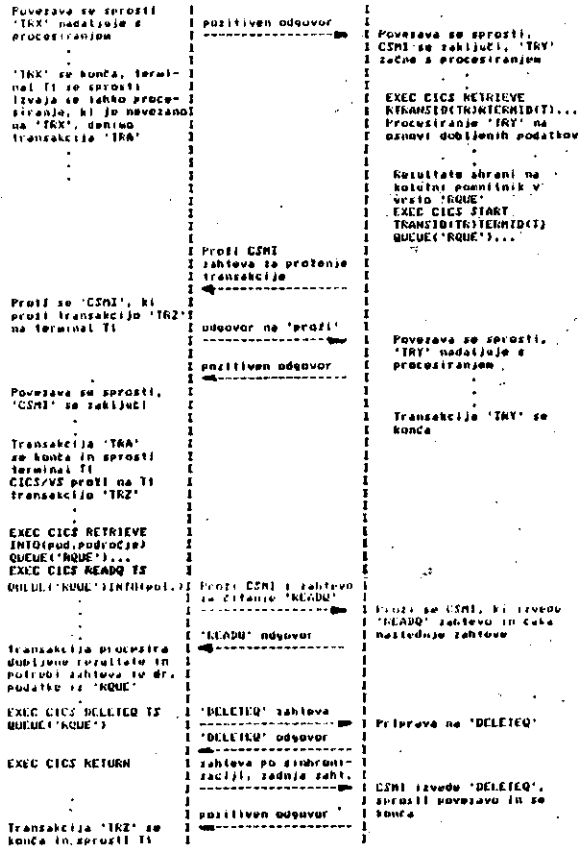 Povezava se sprosti
'TRX' nadaljuje s
procesiranjem
pozitiven odgovor
Povezava se sprosti,
CSMI se zaključi, 'TRY'
začne s procesiranjem
'TRX' se konča, termi-
nal T1 se sprosti
Izvaja se lahko proce-
siranje, ki je nevezano
na 'TRX', denimo
transakcija 'TRA'
EXEC CICS RETRIEVE
RTRANSID(TR)RTERMID(T)...
Procesiranje 'TRY' na
osnovi dobljenih podatkov
Rezultate shrani na
kolutni pomnilnik v
vrsto 'RQUE'
EXEC CICS START
TRANSID(TR)TERMID(T)
QUEUE('RQUE')...
Proži CSMI
zahteva za proženje
transakcije
Proži se 'CSMI', ki
proži transakcijo 'TRZ'
na terminal T1
odgovor na 'proži'
Povezava se sprosti,
'TRY' nadaljuje s
procesiranjem
pozitiven odgovor
Povezava se sprosti,
'CSMI' se zaključi
Transakcija 'TRY' se
konča
Transakcija 'TRA'
se konča in sprosti
terminal T1
CICS/VS proži na T1
transakcijo 'TRZ'
EXEC CICS RETRIEVE
INTO(pod.področje)
QUEUE('RQUE')...
EXEC CICS READQ TS
QUEUE('RQUE')INTO(pol.)
Proži CSMI z zahtevo
za čitanje 'READQ'
Proži se CSMI, ki izvede
'READQ' zahtevo in čaka
naslednje zahteve
'READQ' odgovor
Transakcija procesira
dobljene rezultate in
potrebi zahteva še dr.
podatke iz 'RQUE'
EXEC CICS DELETEQ TS
QUEUE('RQUE')
'DELETEQ' zahteva
Priprava na 'DELETEQ'
'DELETEQ' odgovor
EXEC CICS RETURN
zahteva po sinhroni-
zaciji, zadnja zaht.
CSMI izvede 'DELETEQ',
sprosti povezavo in se
konča
pozitiven odgovor
Transakcija 'TRZ' se
konča in sprosti T1